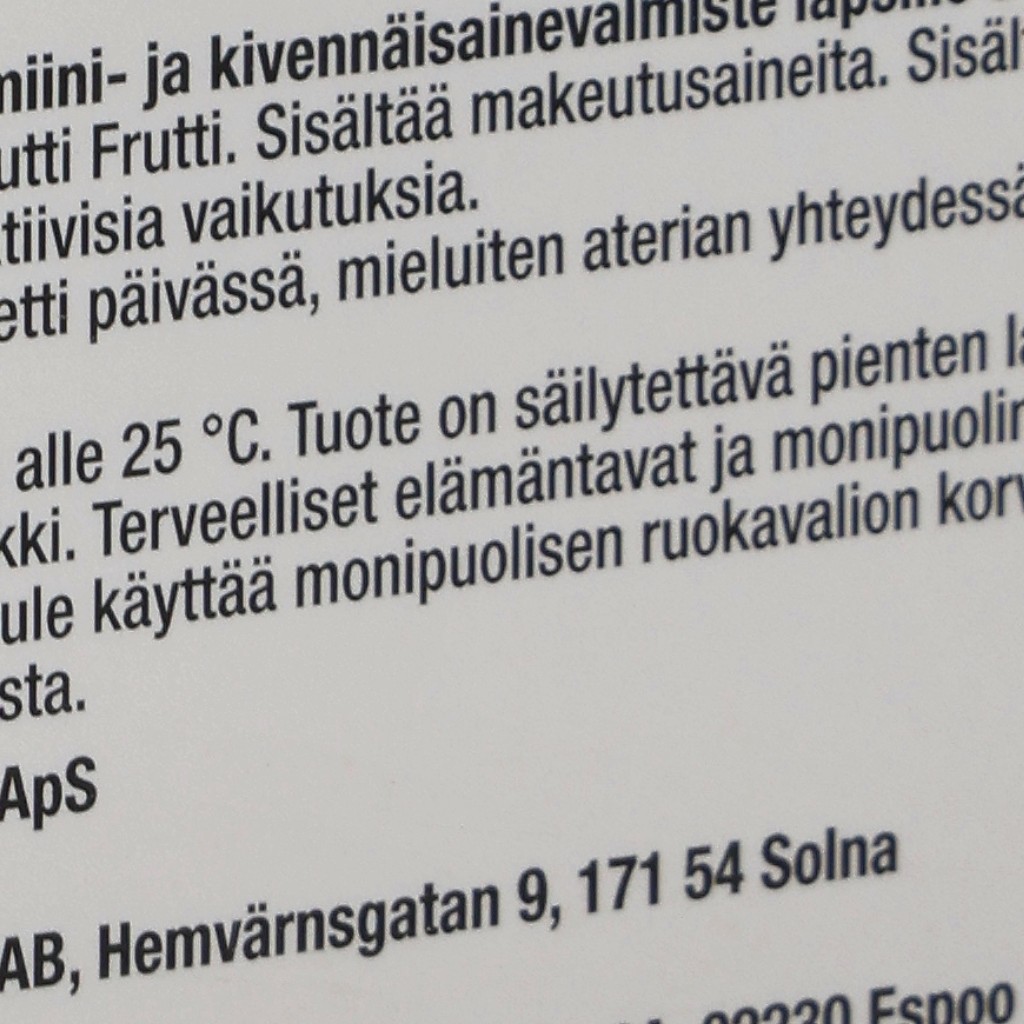 miini- ja kivennäisainevalmiste
utti Frutti. Sisältää makeutusaineita. Sisäl
tiivisia vaikutuksia.
etti päivässä, mieluiten aterian yhteydessä
alle 25 °C. Tuote on säilytettävä pienten la
kki. Terveelliset elämäntavat ja monipuolin
ule käyttää monipuolisen ruokavalion korv
sta.
ApS
AB, Hemvärnsgatan 9, 171 54 Solna
Espoo